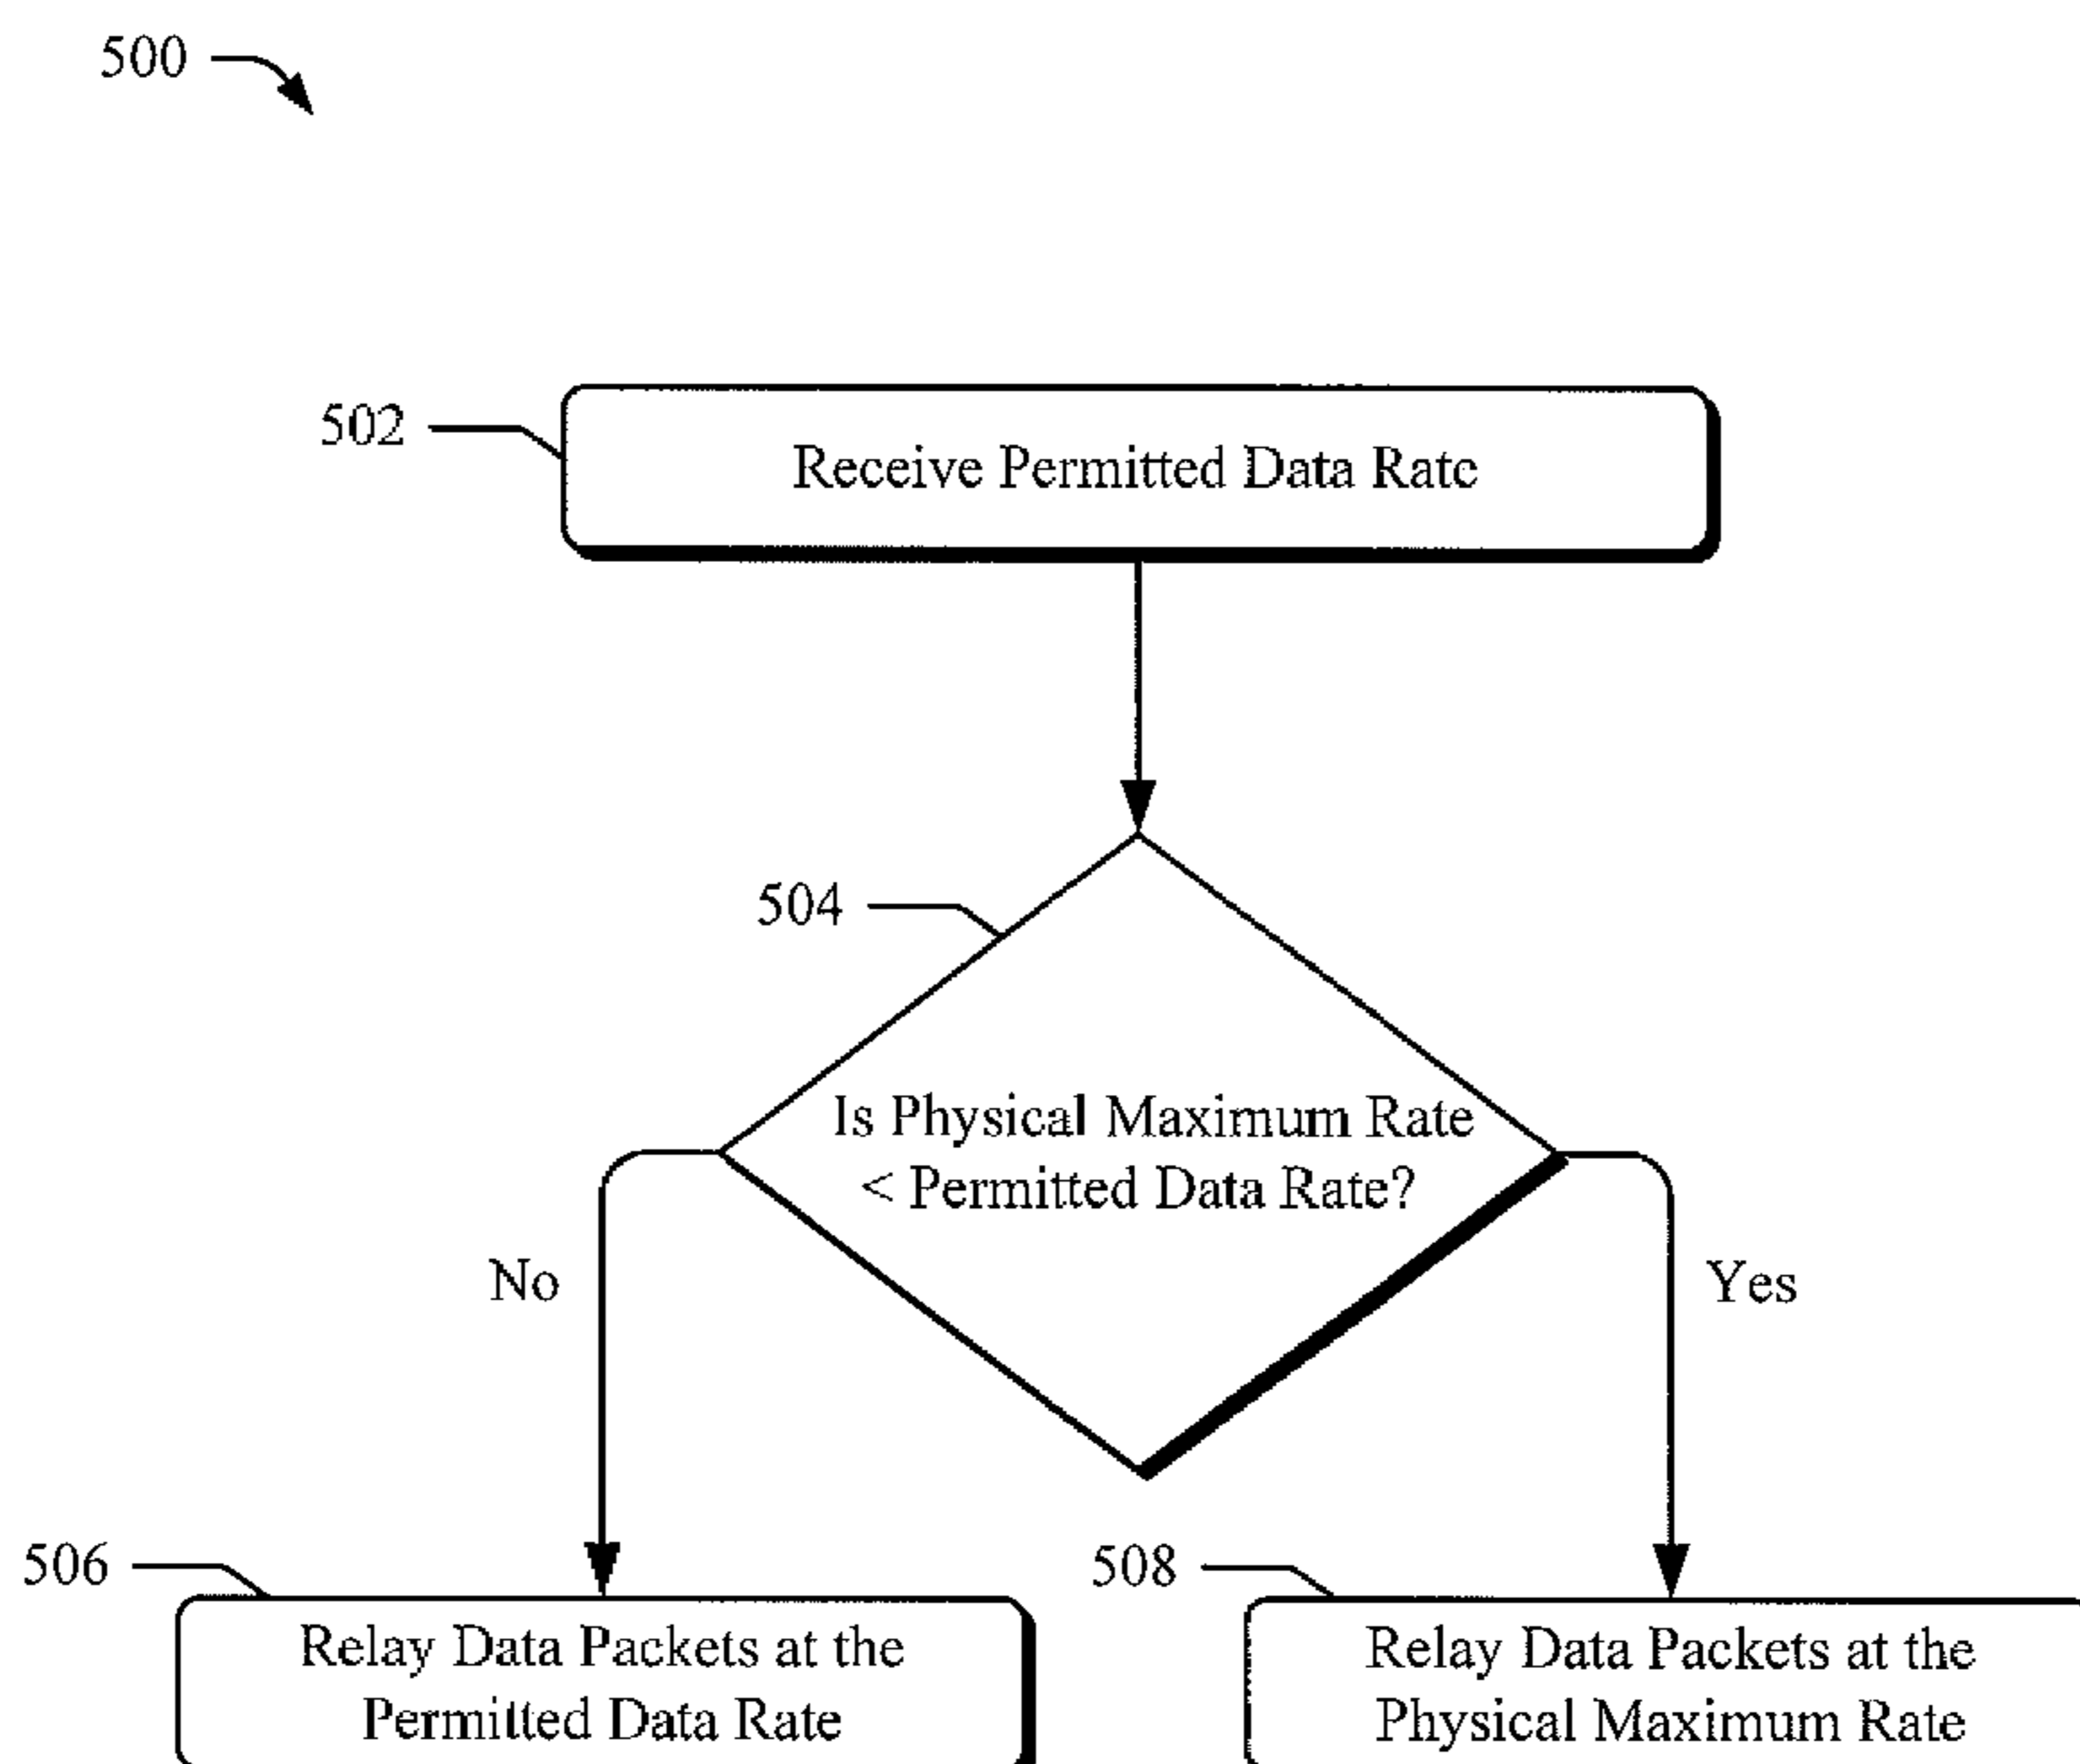 500
502
Receive Permitted Data Rate
504
Is Physical Maximum Rate
< Permitted Data Rate?
No
Yes
506
508
Relay Data Packets at the
Permitted Data Rate
Relay Data Packets at the
Physical Maximum Rate